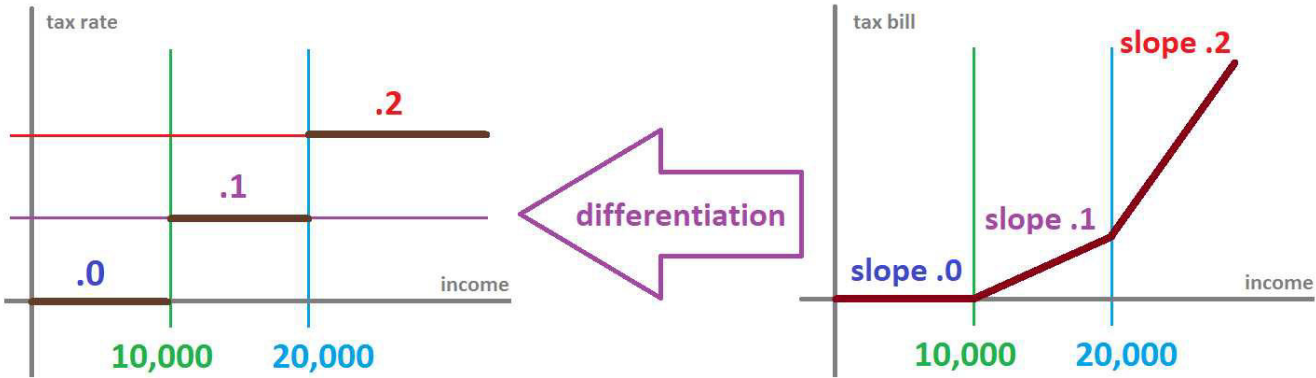 tax rate
.2
.1
.0
income
10,000 20,000
differentiation
tax bill
slope .2
slope .1
slope .0
income
10,000 20,000